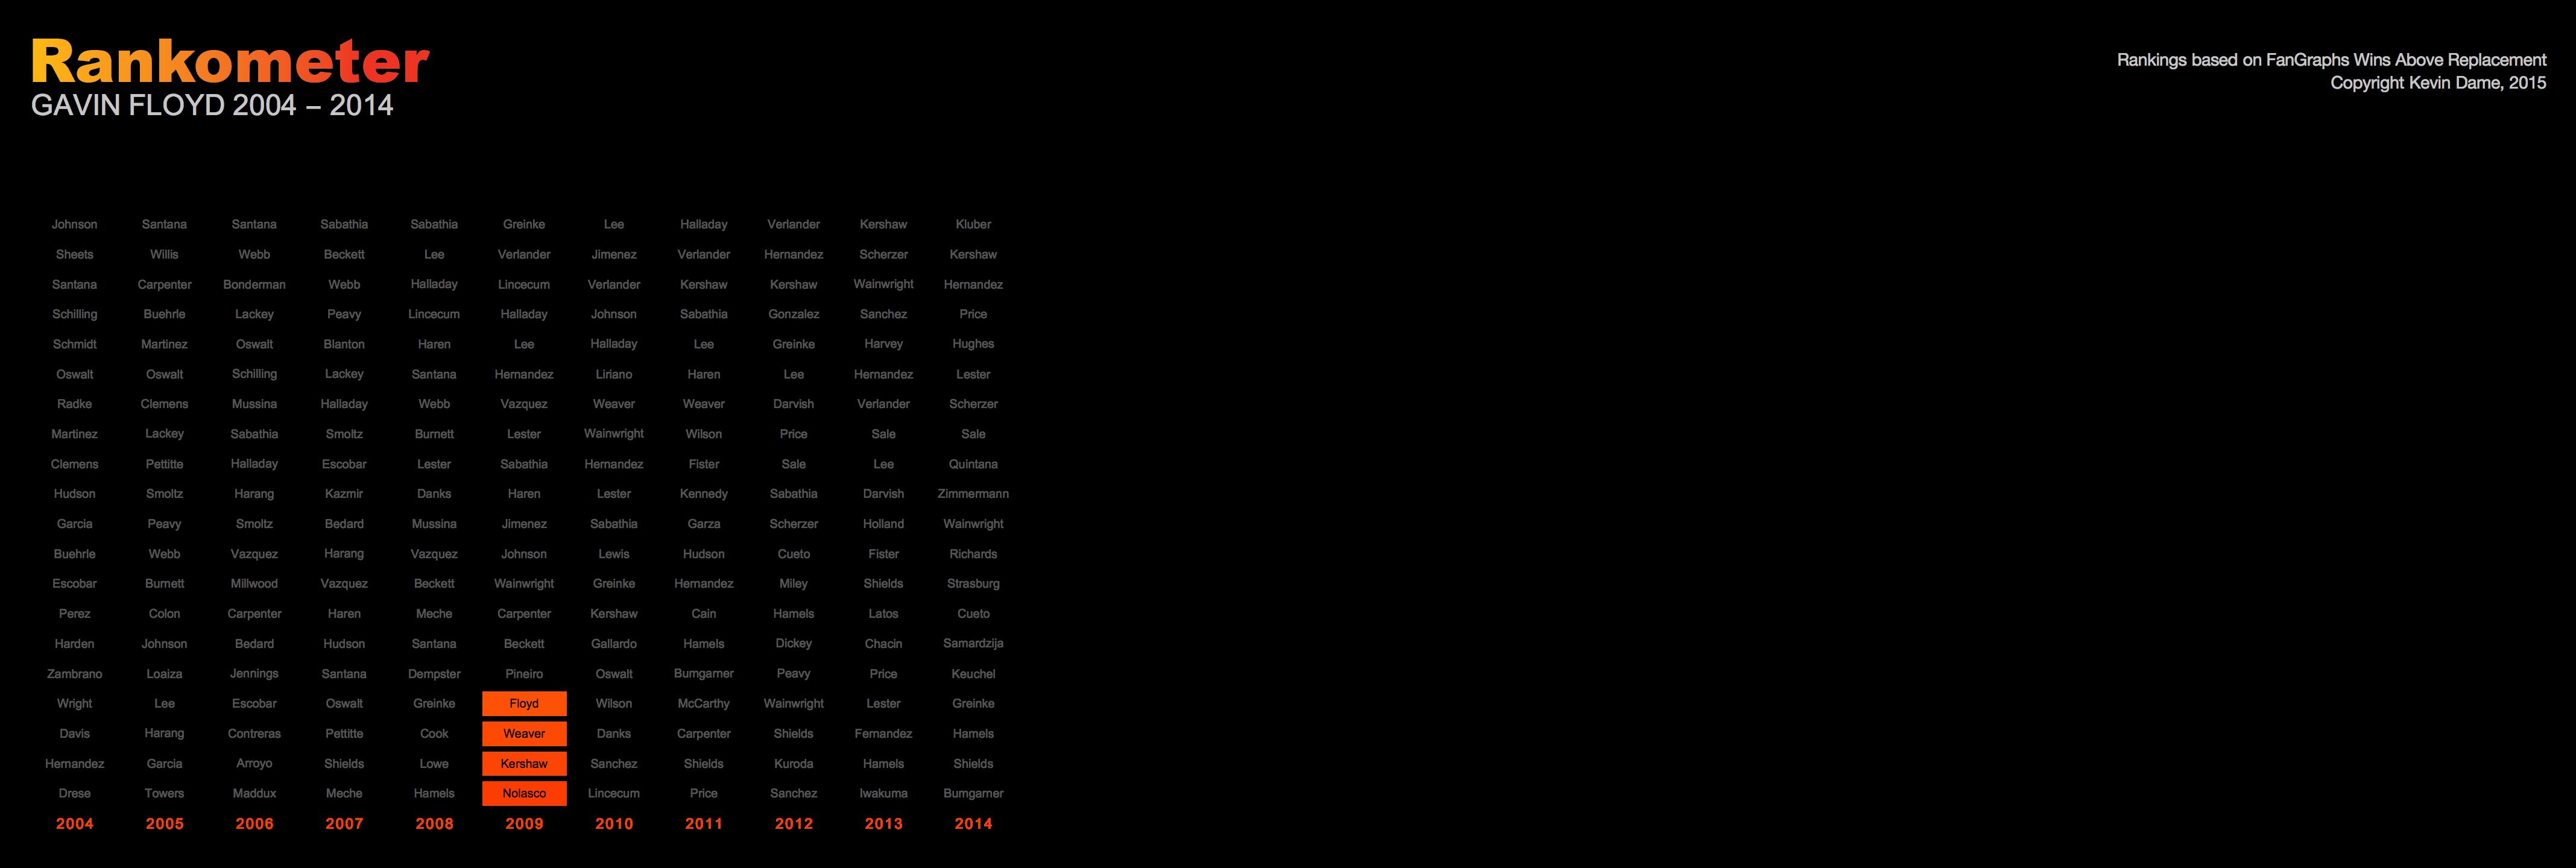 Rankometer
GAVIN FLOYD 2004 – 2014
Rankings based on FanGraphs Wins Above Replacement
Copyright Kevin Dame, 2015
Johnson Santana Santana Sabathia Sabathia Greinke Lee Halladay Verlander Kershaw Kluber
Sheets Willis Webb Beckett Lee Verlander Jimenez Verlander Hernandez Scherzer Kershaw
Santana Carpenter Bonderman Webb Halladay Lincecum Verlander Kershaw Kershaw Wainwright Hernandez
Schilling Buehrle Lackey Peavy Lincecum Halladay Johnson Sabathia Gonzalez Sanchez Price
Schmidt Martinez Oswalt Blanton Haren Lee Halladay Lee Greinke Harvey Hughes
Oswalt Oswalt Schilling Lackey Santana Hernandez Liriano Haren Lee Hernandez Lester
Radke Clemens Mussina Halladay Webb Vazquez Weaver Weaver Darvish Verlander Scherzer
Martinez Lackey Sabathia Smoltz Burnett Lester Wainwright Wilson Price Sale Sale
Clemens Pettitte Halladay Escobar Lester Sabathia Hernandez Fister Sale Lee Quintana
Hudson Smoltz Harang Kazmir Danks Haren Lester Kennedy Sabathia Darvish Zimmermann
Garcia Peavy Smoltz Bedard Mussina Jimenez Sabathia Garza Scherzer Holland Wainwright
Buehrle Webb Vazquez Harang Vazquez Johnson Lewis Hudson Cueto Fister Richards
Escobar Burnett Millwood Vazquez Beckett Wainwright Greinke Hernandez Miley Shields Strasburg
Perez Colon Carpenter Haren Meche Carpenter Kershaw Cain Hamels Latos Cueto
Harden Johnson Bedard Hudson Santana Beckett Gallardo Hamels Dickey Chacin Samardzija
Zambrano Loaiza Jennings Santana Dempster Pineiro Oswalt Bumgarner Peavy Price Keuchel
Wright Lee Escobar Oswalt Greinke Floyd Wilson McCarthy Wainwright Lester Greinke
Davis Harang Contreras Pettitte Cook Weaver Danks Carpenter Shields Fernandez Hamels
Hernandez Garcia Arroyo Shields Lowe Kershaw Sanchez Shields Kuroda Hamels Shields
Drese Towers Maddux Meche Hamels Nolasco Lincecum Price Sanchez Iwakuma Bumgarner
2004 2005 2006 2007 2008 2009 2010 2011 2012 2013 2014